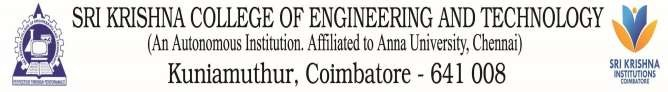 SRI KRISHNA COLLEGE OF ENGINEERING AND TECHNOLOGY
(An Autonomous Institution. Affiliated to Anna University, Chennai)
Kuniamuthur, Coimbatore - 641 008
SRI KRISHNA
INSTITUTIONS
COIMBATORE